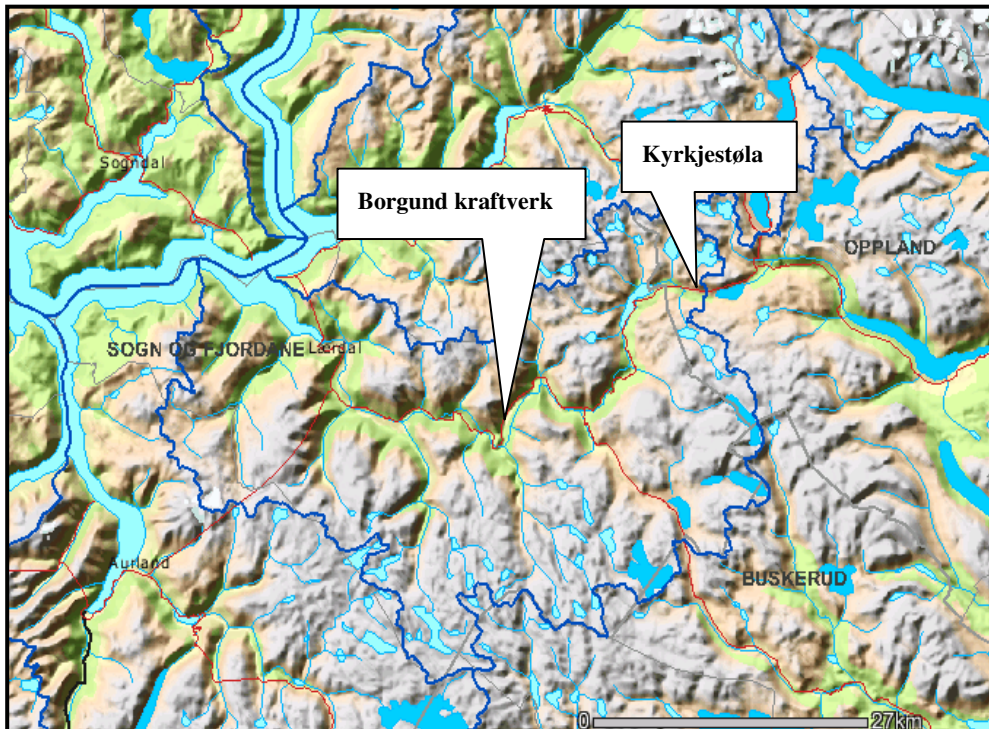 Sogndal
Kyrkjestøla
Borgund kraftverk
OPPLAND
SOGN OG FJORDANE
Lærdal
Aurland
BUSKERUD
0 27km